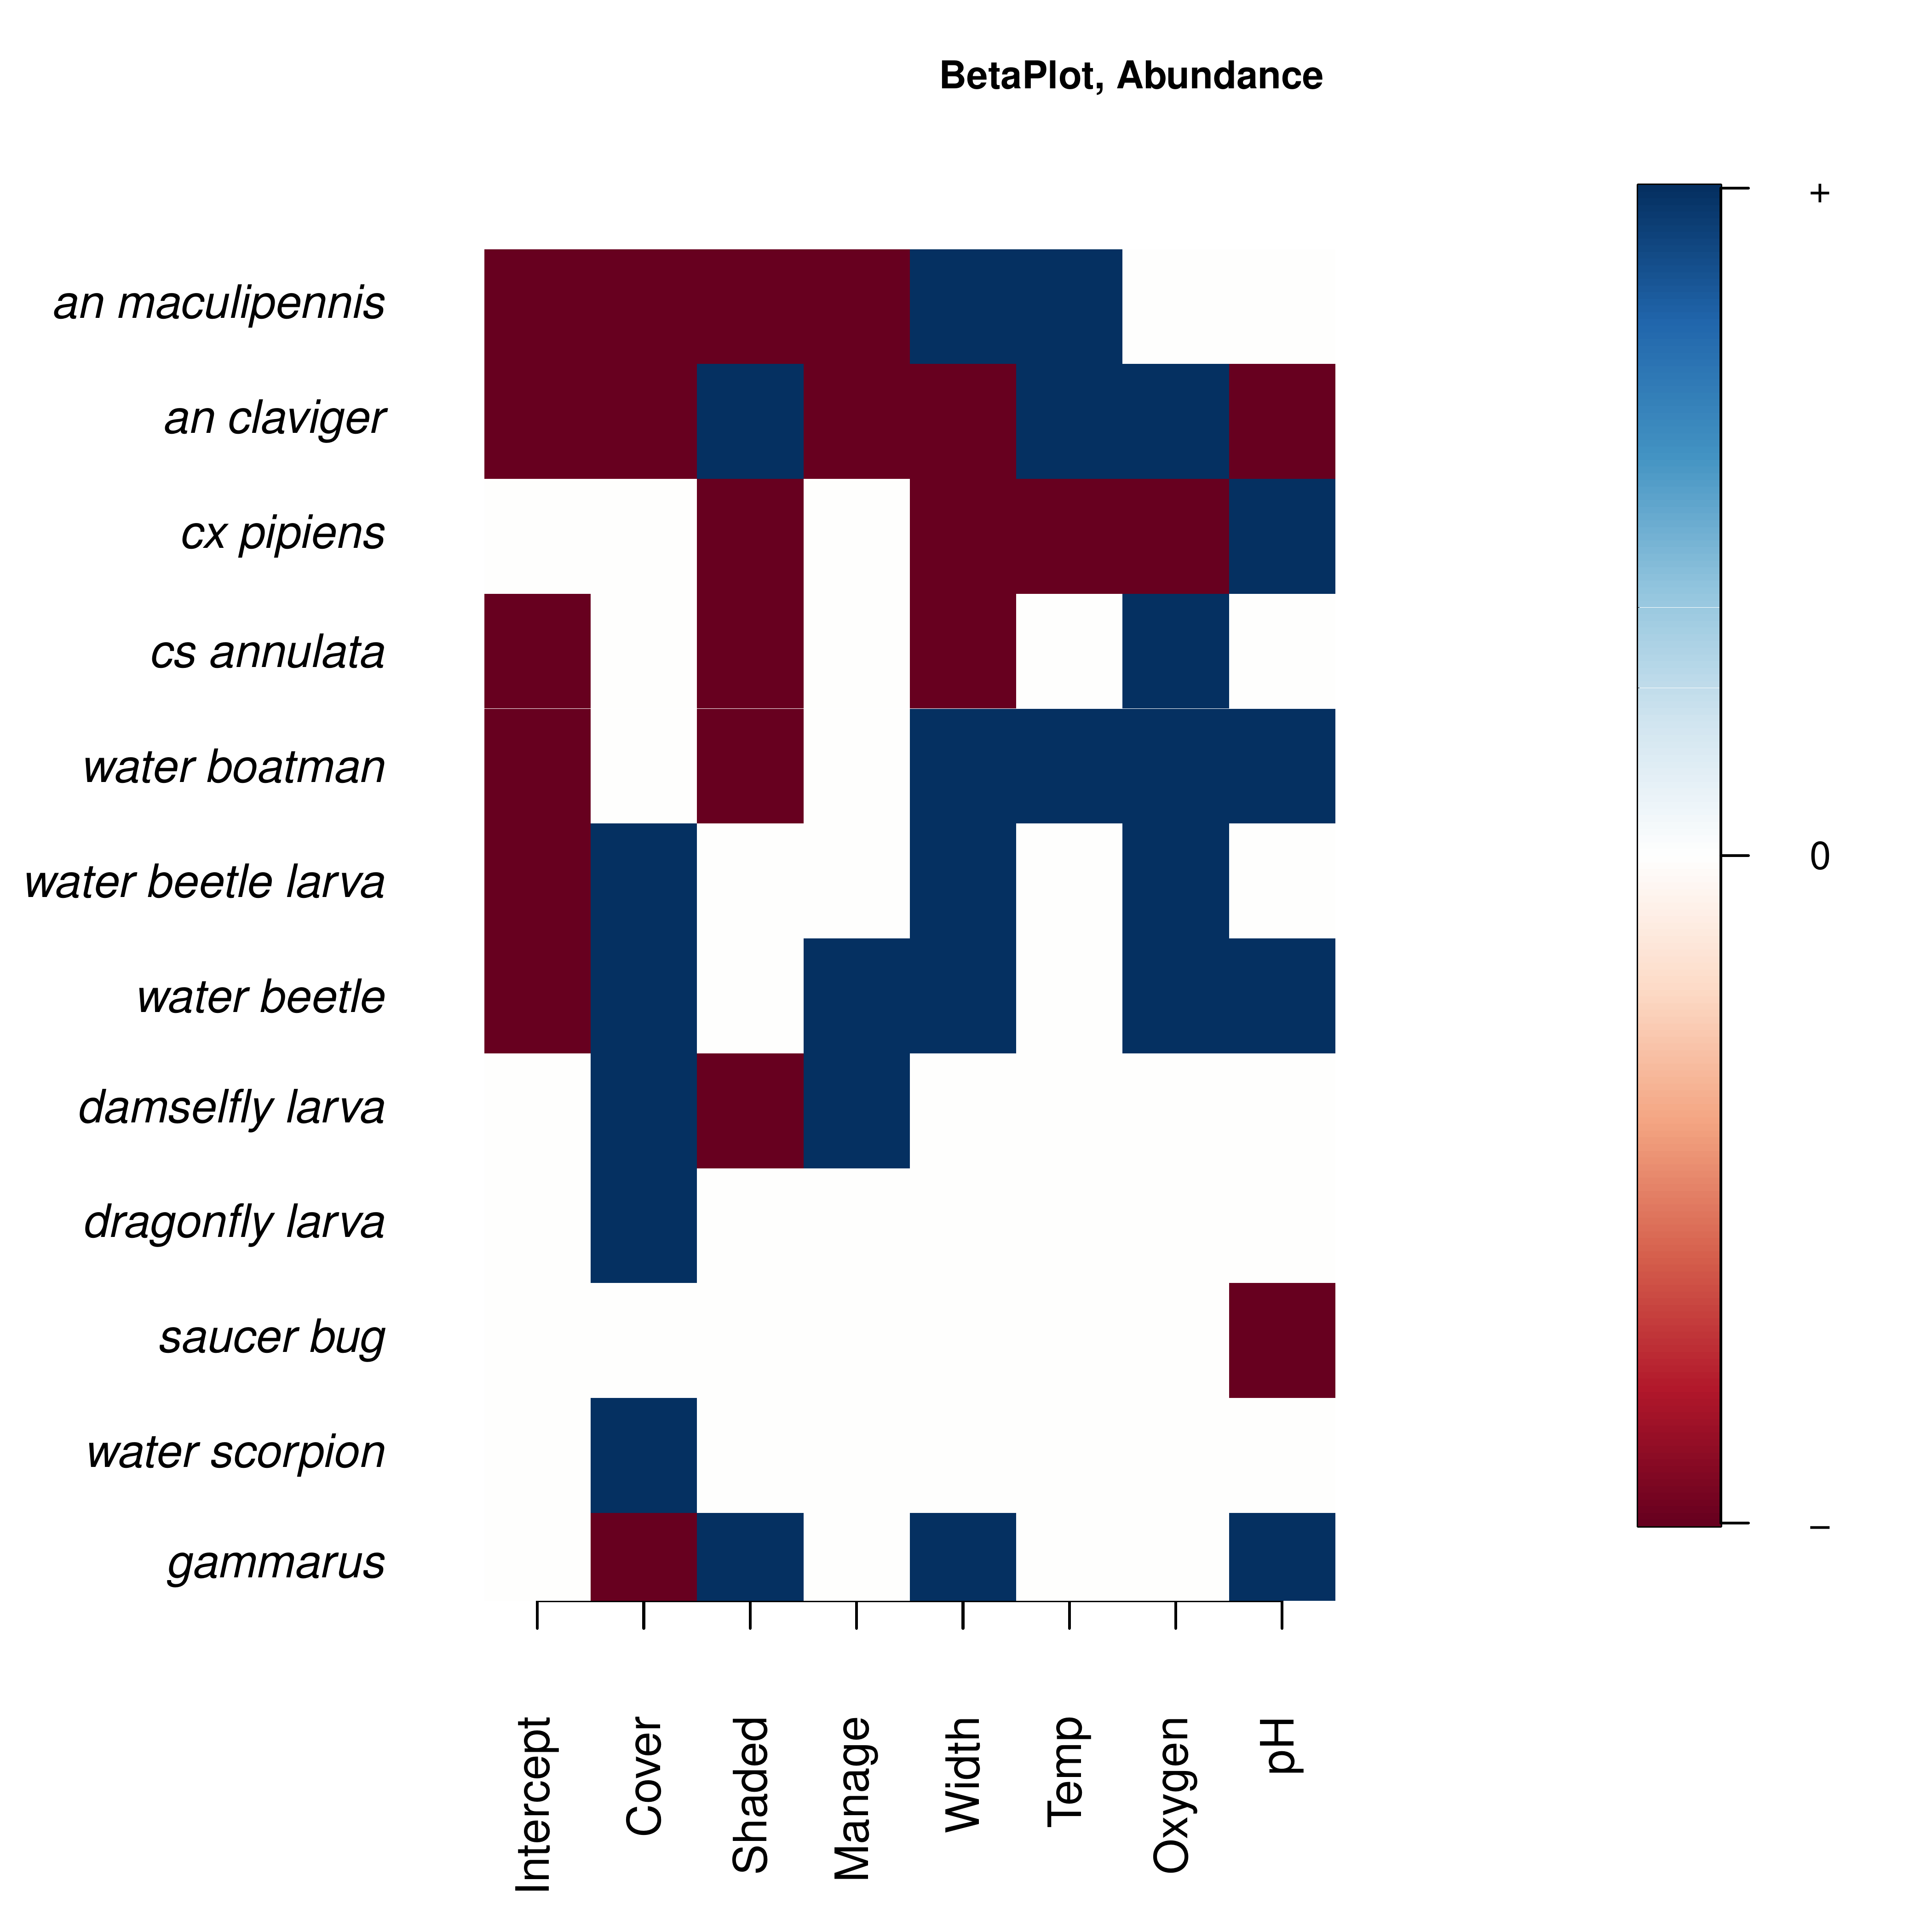 BetaPlot, Abundance
an maculipennis
an claviger
cx pipiens
cs annulata
water boatman
water beetle larva
water beetle
damselfly larva
dragonfly larva
saucer bug
water scorpion
gammarus
Intercept
Cover
Shaded
Manage
Width
Temp
Oxygen
pH
+
0
−